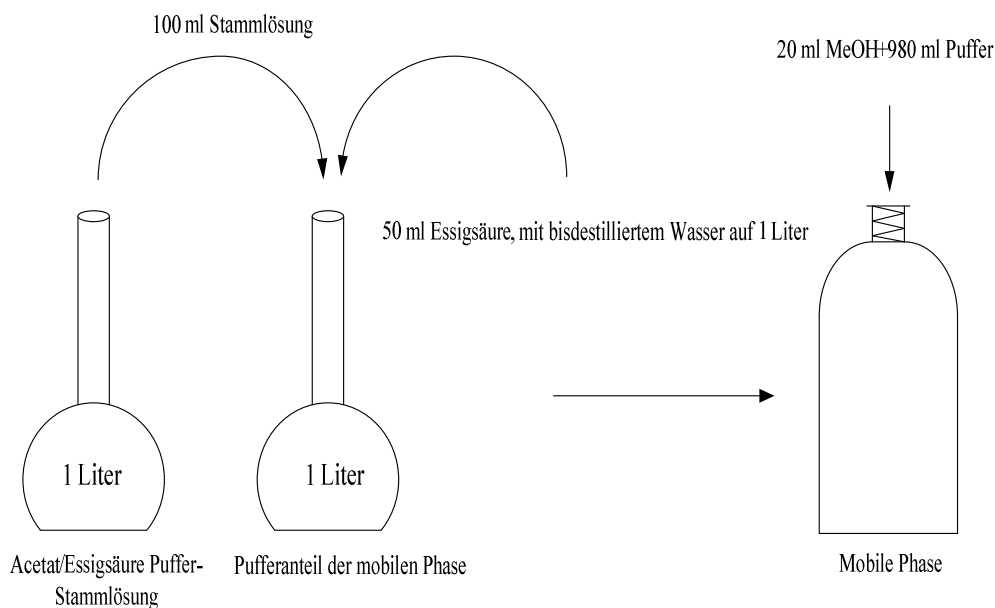 100 ml Stammlösung
20 ml MeOH+980 ml Puffer
50 ml Essigsäure, mit bisdestilliertem Wasser auf 1 Liter
1 Liter
1 Liter
Acetat/Essigsäure Puffer-
Stammlösung
Pufferanteil der mobilen Phase
Mobile Phase